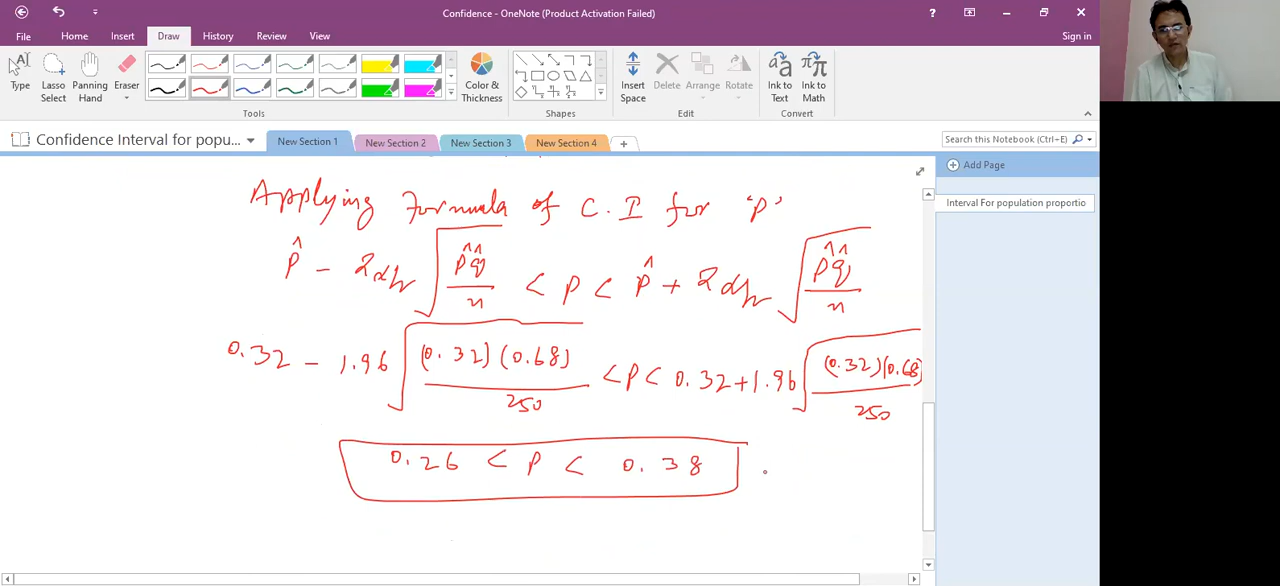 Confidence - OneNote (Product Activation Failed)
File Home Insert Draw History Review View Sign in
Type Lasso Select Panning Hand Eraser Color & Thickness Insert Space Delete Arrange Rotate Ink to Text Ink to Math
Tools Shapes Edit Convert
Confidence Interval for popu... New Section 1 New Section 2 New Section 3 New Section 4 Search this Notebook (Ctrl+E)
Add Page
Interval For population proportio
Applying Formula of C.I for 'p'
p̂ - Zα/2 √(p̂q̂/n) < p < p̂ + Zα/2 √(p̂q̂/n)
0.32 - 1.96 √((0.32)(0.68)/250) < p < 0.32 + 1.96 √((0.32)(0.68)/250)
0.26 < p < 0.38 .